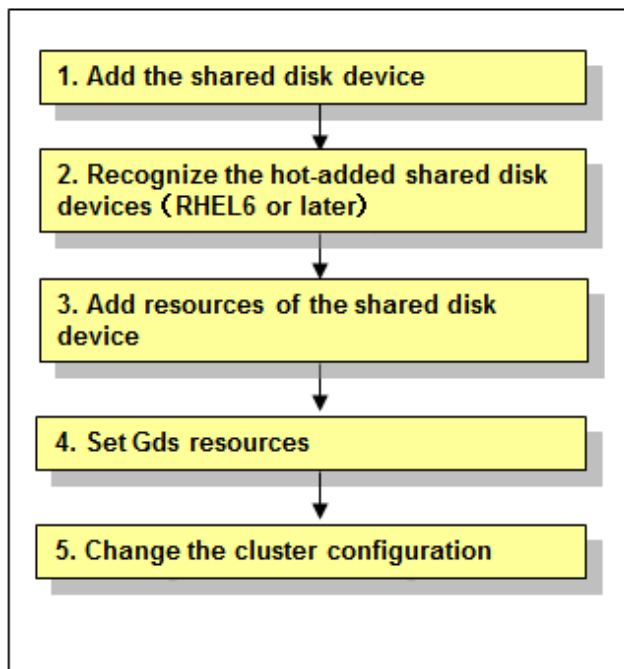 1. Add the shared disk device
2. Recognize the hot-added shared disk
devices（RHEL6 or later）
3. Add resources of the shared disk
device
4. Set Gds resources
5. Change the cluster configuration